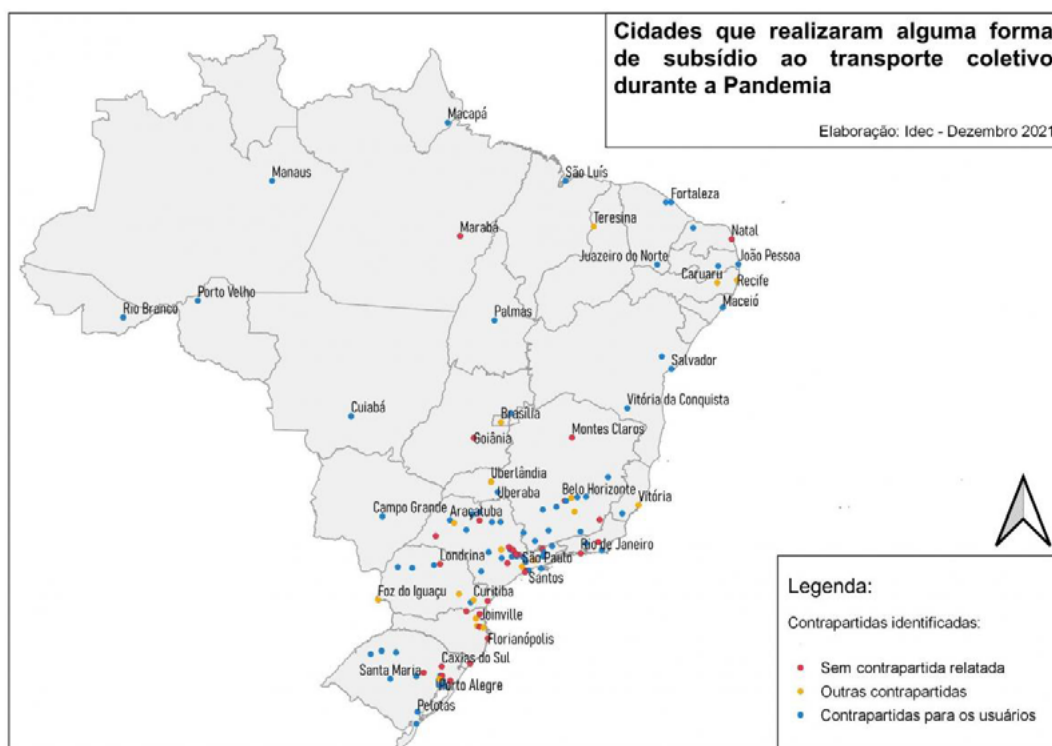 Cidades que realizaram alguma forma
de subsídio ao transporte coletivo
durante a Pandemia
Elaboração: Idec - Dezembro 2021
Macapá
Manaus
São Luís
Fortaleza
Teresina
Marabá
Natal
Juazeiro do Norte
João Pessoa
Caruaru
Recife
Porto Velho
Maceió
Rio Branco
Palmas
Salvador
Vitória da Conquista
Cuiabá
Brasília
Goiânia
Montes Claros
Uberlândia
Uberaba
Belo Horizonte
Vitória
Campo Grande
Araçatuba
Rio de Janeiro
Londrina
São Paulo
Santos
Foz do Iguaçu
Curitiba
Joinville
Florianópolis
Caxias do Sul
Santa Maria
Porto Alegre
Pelotas
Legenda:
Contrapartidas identificadas:
Sem contrapartida relatada
Outras contrapartidas
Contrapartidas para os usuários